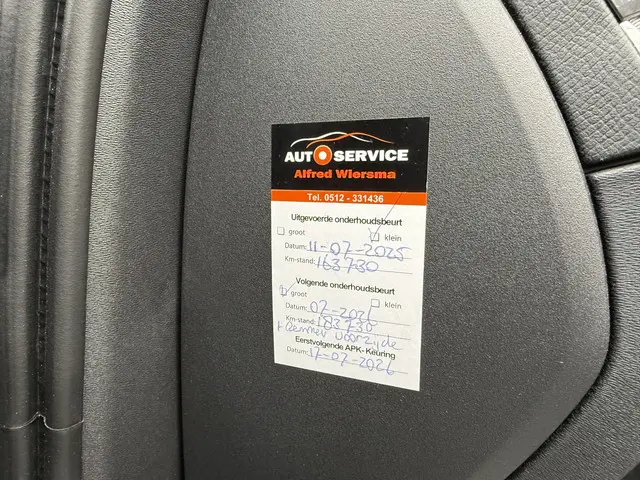 AUTO SERVICE
Alfred Wiersma
Tel. 0512 - 331436
Uitgevoerde onderhoudsbeurt
groot klein
Datum: 11-07-2025
Km-stand: 163730
Volgende onderhoudsbeurt
groot klein
Datum: 07-2026
Km-stand: 183730
+ Remmen voorzijde
Eerstvolgende APK-Keuring
Datum: 17-07-2026